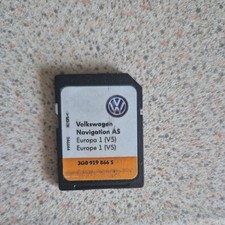 Volkswagen
Navigation AS
Europa 1 (V5)
Europe 1 (V5)
3G0 919 866 S